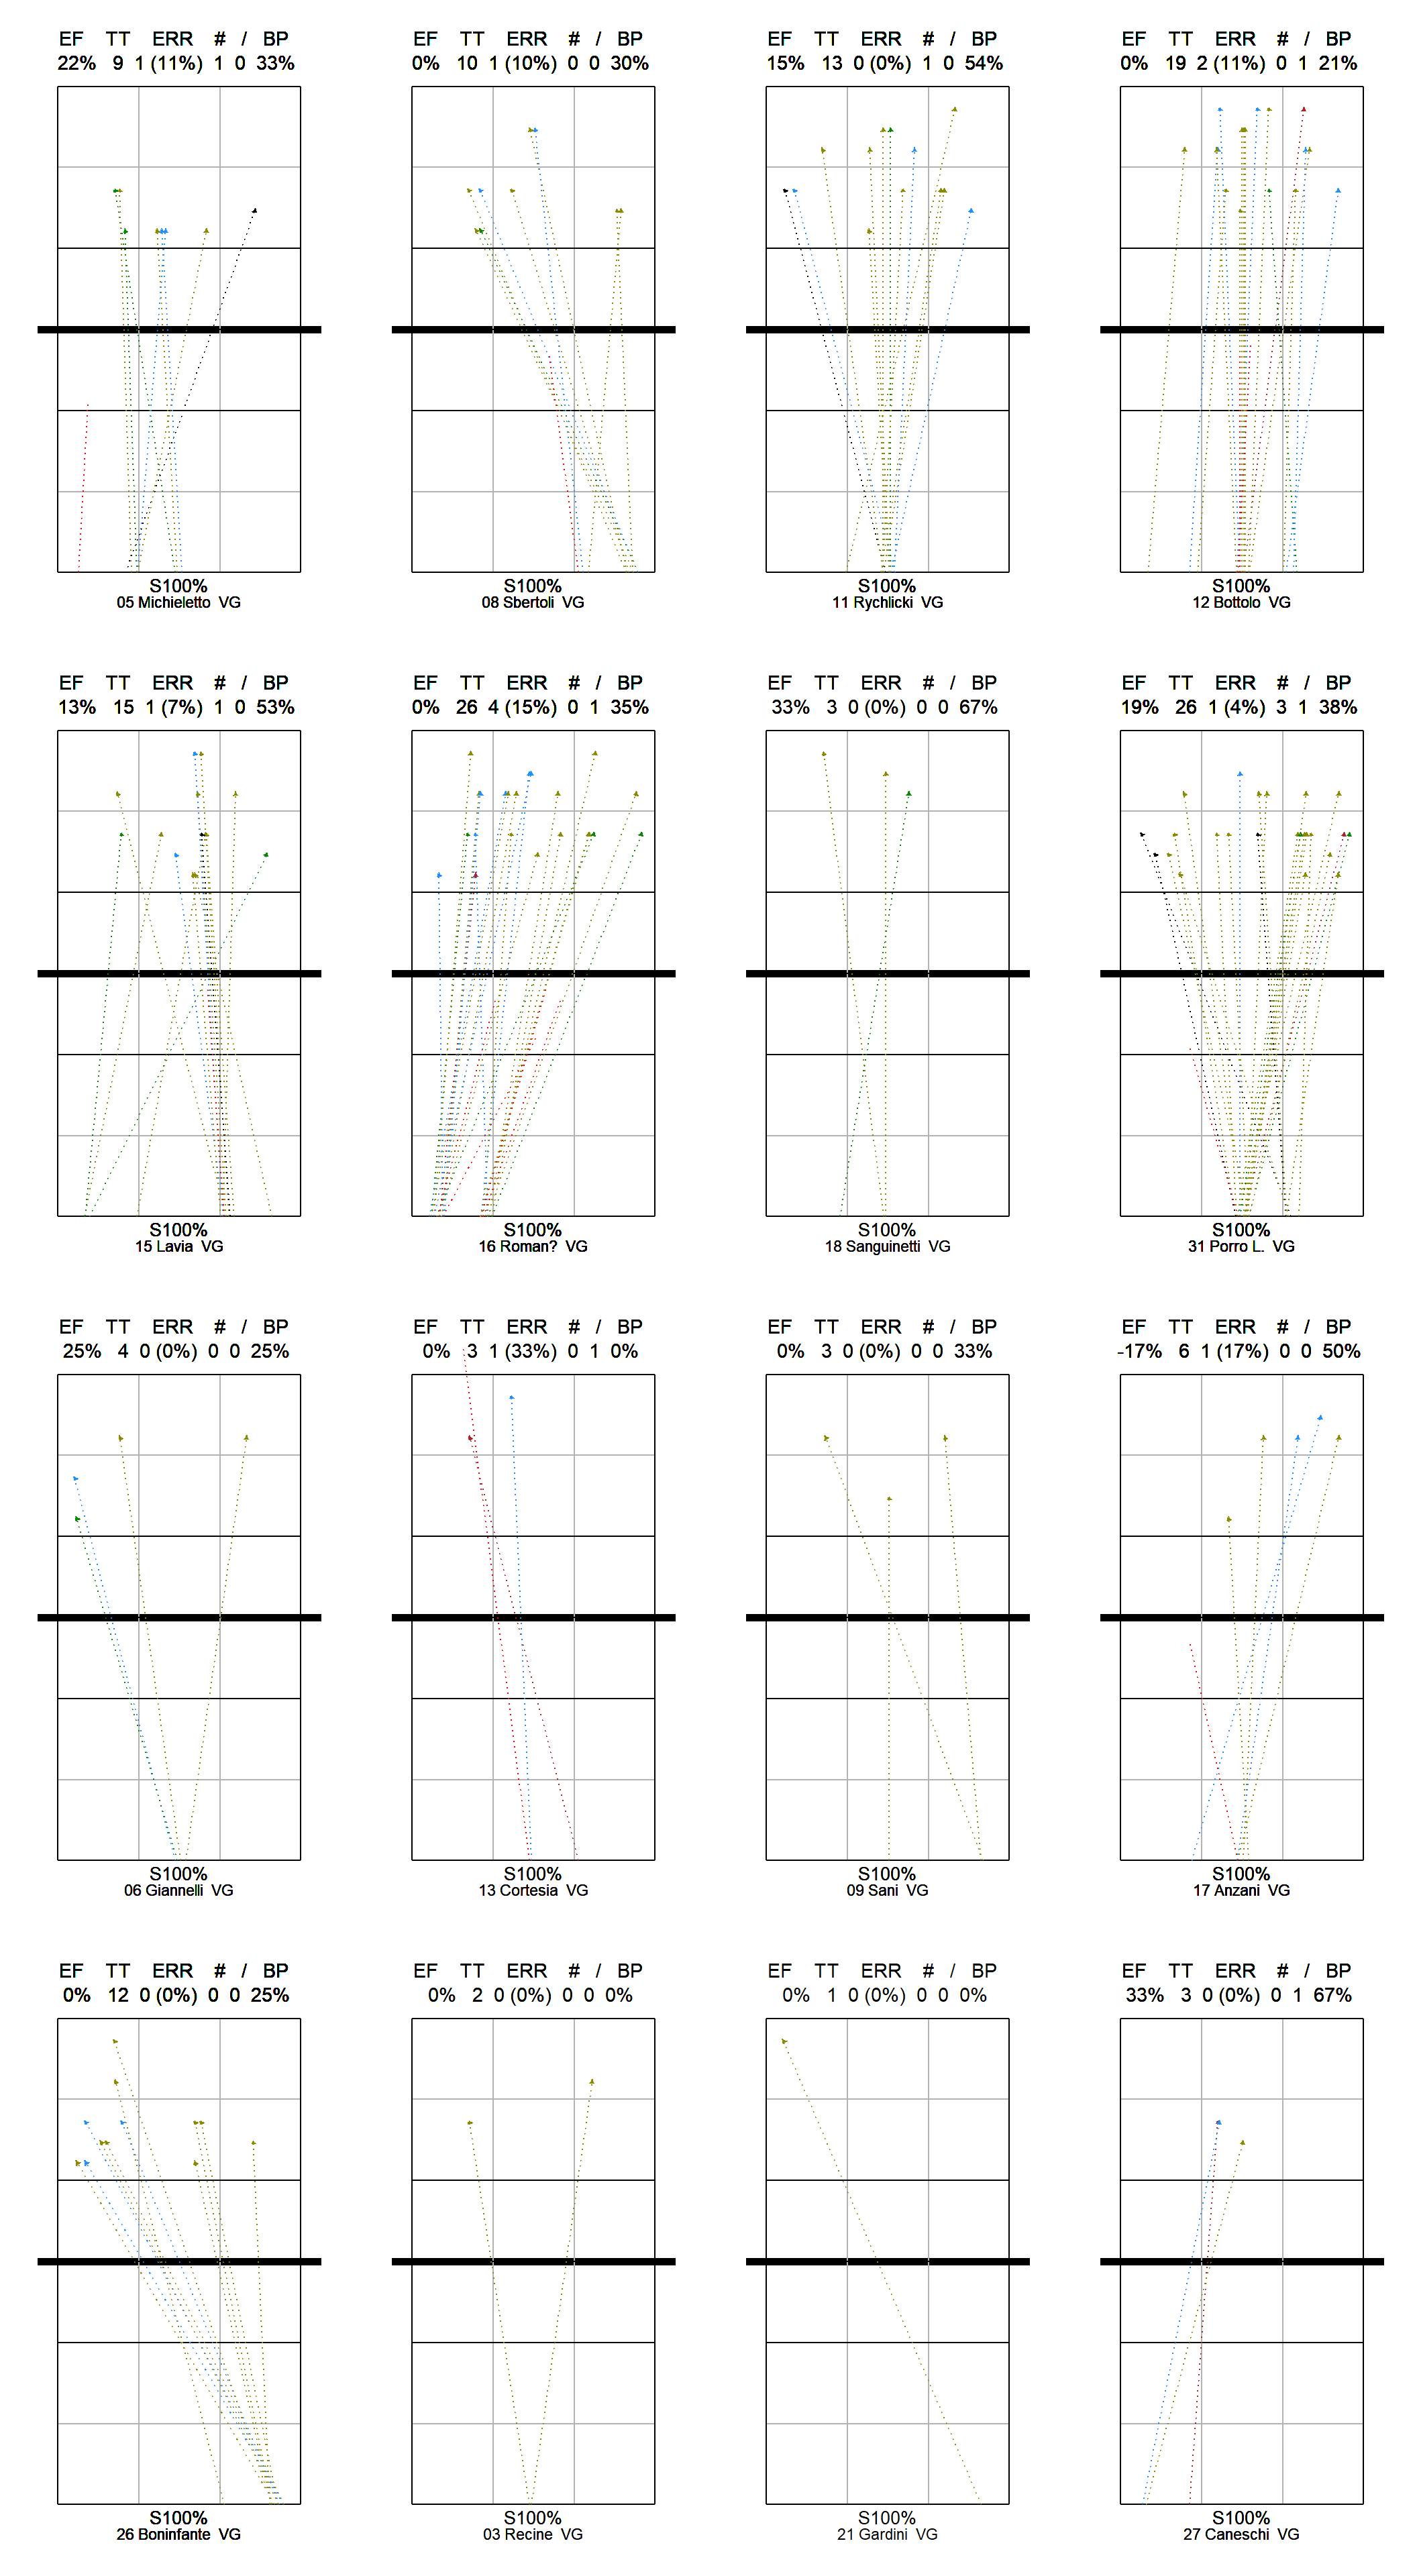 EF TT ERR # / BP
22% 9 1 (11%) 1 0 33%
S100%
05 Michieletto VG
EF TT ERR # / BP
0% 10 1 (10%) 0 0 30%
S100%
08 Sbertoli VG
EF TT ERR # / BP
15% 13 0 (0%) 1 0 54%
S100%
11 Rychlicki VG
EF TT ERR # / BP
0% 19 2 (11%) 0 1 21%
S100%
12 Bottolo VG
EF TT ERR # / BP
13% 15 1 (7%) 1 0 53%
S100%
15 Lavia VG
EF TT ERR # / BP
0% 26 4 (15%) 0 1 35%
S100%
16 Roman? VG
EF TT ERR # / BP
33% 3 0 (0%) 0 0 67%
S100%
18 Sanguinetti VG
EF TT ERR # / BP
19% 26 1 (4%) 3 1 38%
S100%
31 Porro L. VG
EF TT ERR # / BP
25% 4 0 (0%) 0 0 25%
S100%
06 Giannelli VG
EF TT ERR # / BP
0% 3 1 (33%) 0 1 0%
S100%
13 Cortesia VG
EF TT ERR # / BP
0% 3 0 (0%) 0 0 33%
S100%
09 Sani VG
EF TT ERR # / BP
-17% 6 1 (17%) 0 0 50%
S100%
17 Anzani VG
EF TT ERR # / BP
0% 12 0 (0%) 0 0 25%
S100%
26 Boninfante VG
EF TT ERR # / BP
0% 2 0 (0%) 0 0 0%
S100%
03 Recine VG
EF TT ERR # / BP
0% 1 0 (0%) 0 0 0%
S100%
21 Gardini VG
EF TT ERR # / BP
33% 3 0 (0%) 0 1 67%
S100%
27 Caneschi VG